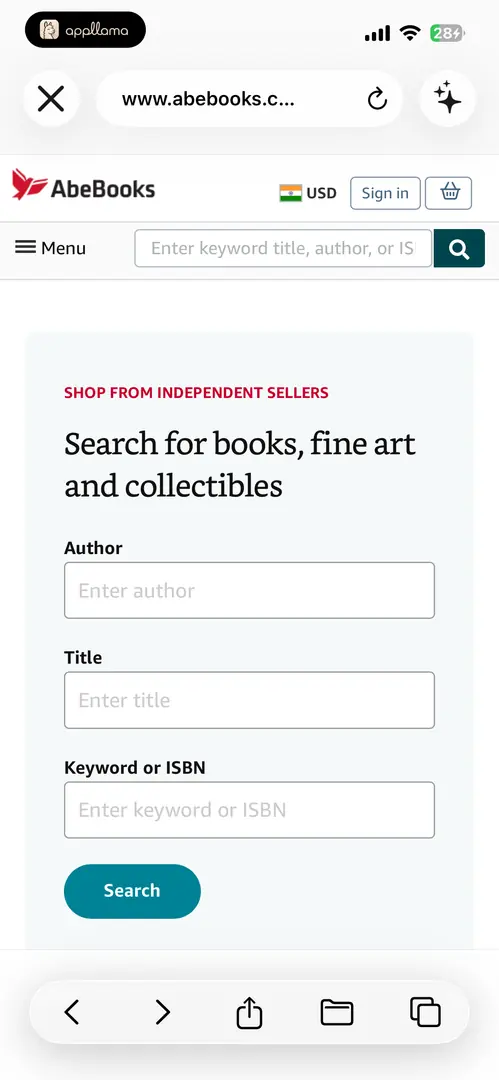 appllama
28
www.abebooks.c...
AbeBooks
USD
Sign in
Menu
Enter keyword title, author, or IS
SHOP FROM INDEPENDENT SELLERS
Search for books, fine art
and collectibles
Author
Enter author
Title
Enter title
Keyword or ISBN
Enter keyword or ISBN
Search